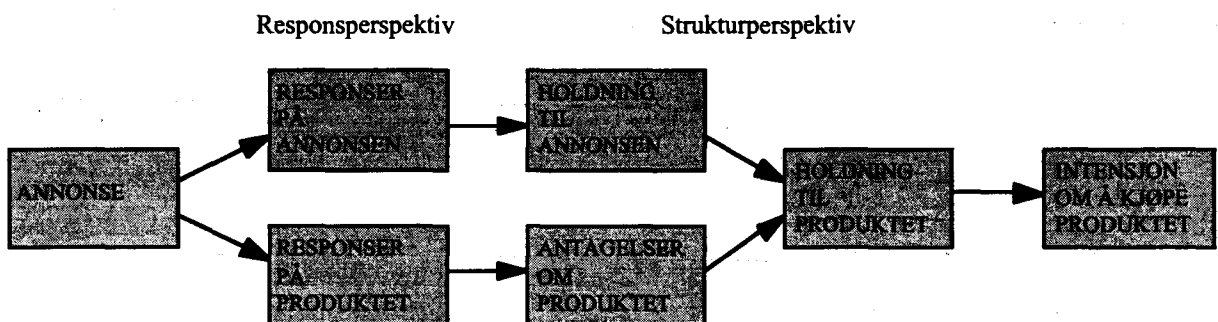 Responsperspektiv
Strukturperspektiv
ANNONSE
RESPONSER
PÅ
ANNONSEN
HOLDNING
TIL
ANNONSEN
RESPONSER
PÅ
PRODUKTET
ANTAGELSER
OM
PRODUKTET
HOLDNING
TIL
PRODUKTET
INTENSJON
OM Å KJØPE
PRODUKTET